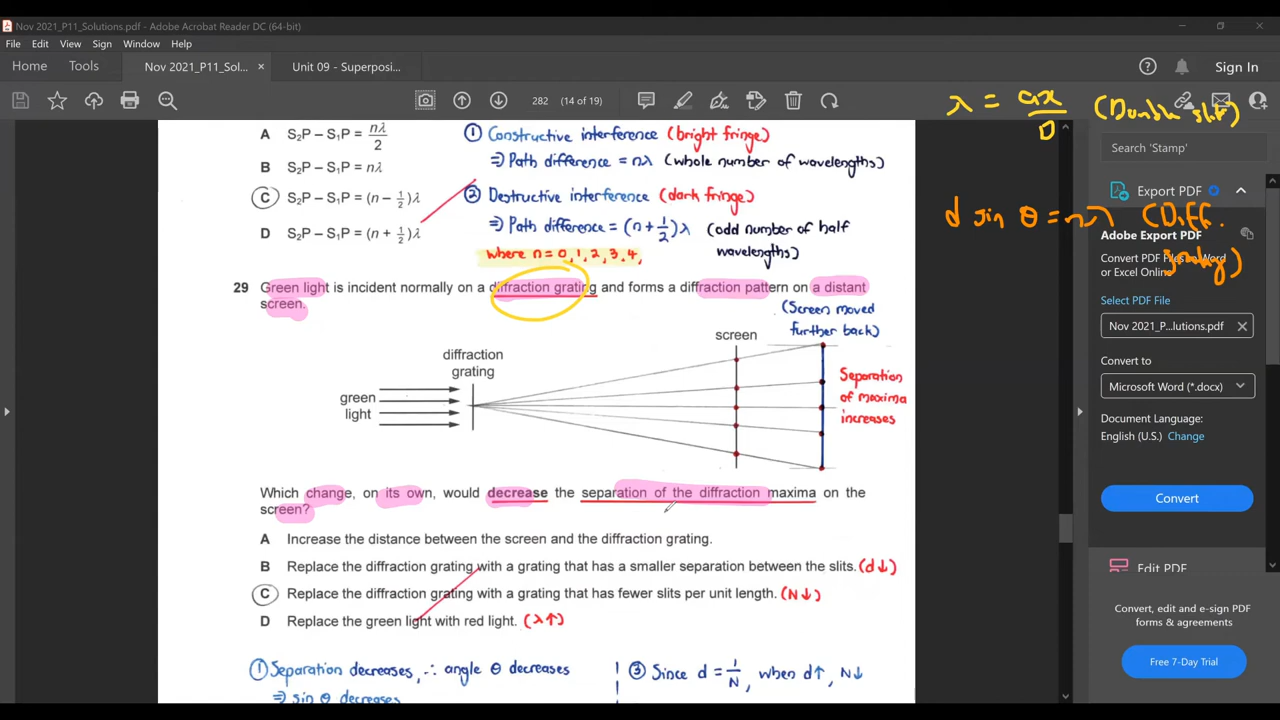 Nov 2021_P11_Solutions.pdf - Adobe Acrobat Reader DC (64-bit)
File Edit View Sign Window Help
Home Tools Nov 2021_P11_Sol... × Unit 09 - Superposi... Sign In
282 (14 of 19)
λ = ax/D (Double slit)
d sin θ = nλ (Diff. grating)
A S₂P – S₁P = nλ/2
B S₂P – S₁P = nλ
C S₂P – S₁P = (n – ½)λ
D S₂P – S₁P = (n + ½)λ
① Constructive interference (bright fringe)
⇒ Path difference = nλ (whole number of wavelengths)
② Destructive interference (dark fringe)
⇒ Path difference = (n + ½)λ (odd number of half
wavelengths)
where n = 0, 1, 2, 3, 4,
29 Green light is incident normally on a diffraction grating and forms a diffraction pattern on a distant
screen.
(Screen moved
further back)
screen
diffraction
grating
green
light
Separation
of maxima
increases
Which change, on its own, would decrease the separation of the diffraction maxima on the
screen?
A Increase the distance between the screen and the diffraction grating.
B Replace the diffraction grating with a grating that has a smaller separation between the slits. (d↓)
C Replace the diffraction grating with a grating that has fewer slits per unit length. (N↓)
D Replace the green light with red light. (λ↑)
① Separation decreases, ∴ angle θ decreases
⇒ sin θ decreases
③ Since d = 1/N, when d↑, N↓
Search 'Stamp'
Export PDF
Adobe Export PDF
Convert PDF Files to Word
or Excel Online
Select PDF File
Nov 2021_P...lutions.pdf ×
Convert to
Microsoft Word (*.docx)
Document Language:
English (U.S.) Change
Convert
Edit PDF
Convert, edit and e-sign PDF
forms & agreements
Free 7-Day Trial